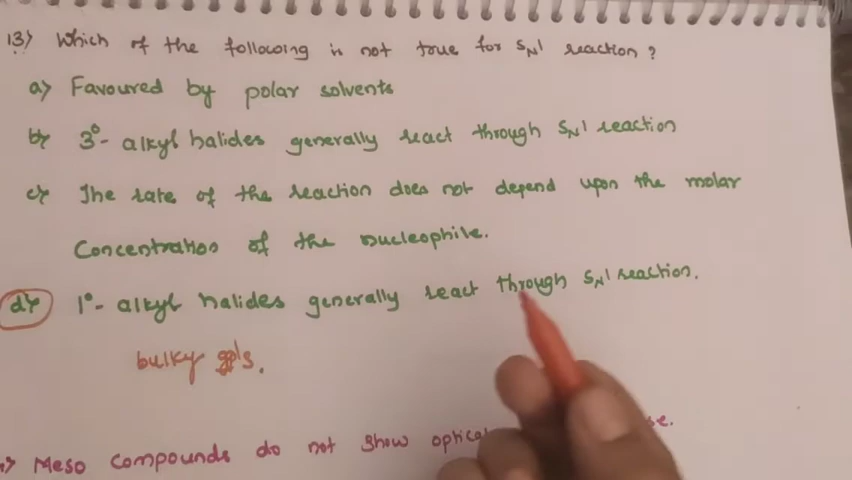 13) Which of the following is not true for SN1 reaction?
a) Favoured by polar solvents
b) 3°- alkyl halides generally react through SN1 reaction
c) The rate of the reaction does not depend upon the molar
Concentration of the nucleophile.
d) 1°- alkyl halides generally react through SN1 reaction.
bulky gp's.
Meso compounds do not show optical